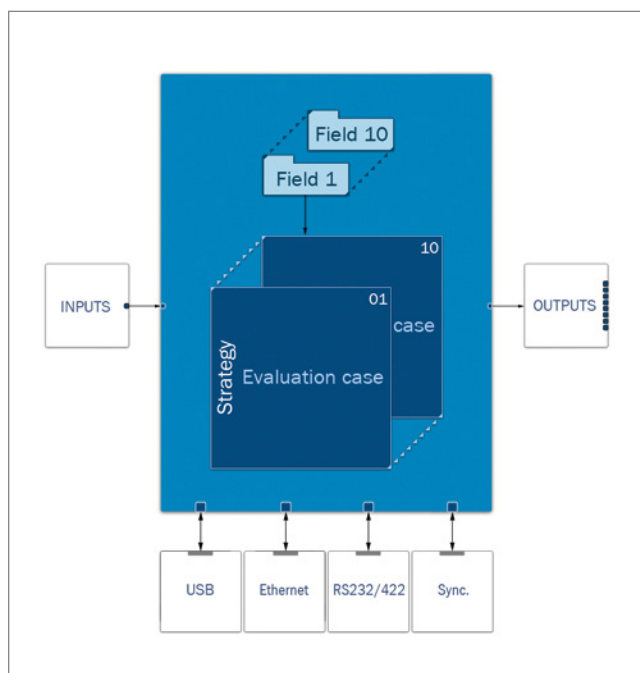 Field 10
Field 1
10
01
case
Strategy
Evaluation case
INPUTS
OUTPUTS
USB
Ethernet
RS232/422
Sync.